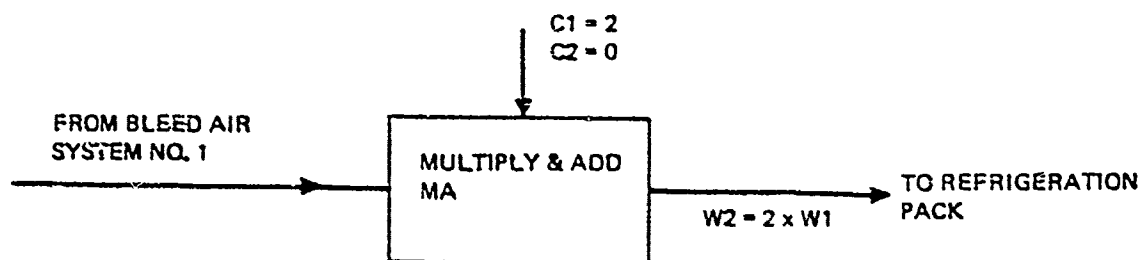 C1 = 2
C2 = 0
FROM BLEED AIR
SYSTEM NO. 1
MULTIPLY & ADD
MA
TO REFRIGERATION
PACK
W2 = 2 x W1